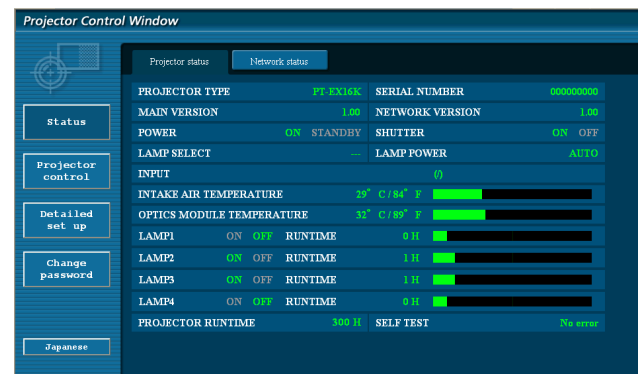 Projector Control Window
Projector status Network status
Status
Projector control
Detailed set up
Change password
Japanese
PROJECTOR TYPE PT-EX16K SERIAL NUMBER 000000000
MAIN VERSION 1.00 NETWORK VERSION 1.00
POWER ON STANDBY SHUTTER ON OFF
LAMP SELECT --- LAMP POWER AUTO
INPUT (/)
INTAKE AIR TEMPERATURE 29° C / 84° F
OPTICS MODULE TEMPERATURE 32° C / 89° F
LAMP1 ON OFF RUNTIME 0 H
LAMP2 ON OFF RUNTIME 1 H
LAMP3 ON OFF RUNTIME 1 H
LAMP4 ON OFF RUNTIME 0 H
PROJECTOR RUNTIME 300 H SELF TEST No error